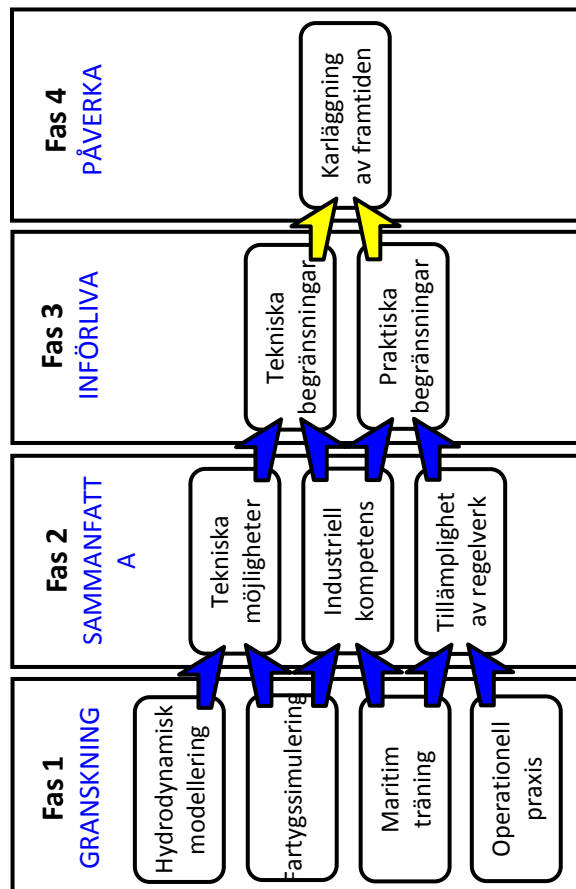 Fas 1
GRANSKNING
Hydrodynamisk
modellering
Fartygssimulering
Maritim
träning
Operationell
praxis
Fas 2
SAMMANFATT
A
Tekniska
möjligheter
Industriell
kompetens
Tillämplighet
av regelverk
Fas 3
INFÖRLIVA
Tekniska
begränsningar
Praktiska
begränsningar
Fas 4
PÅVERKA
Karläggning
av framtiden